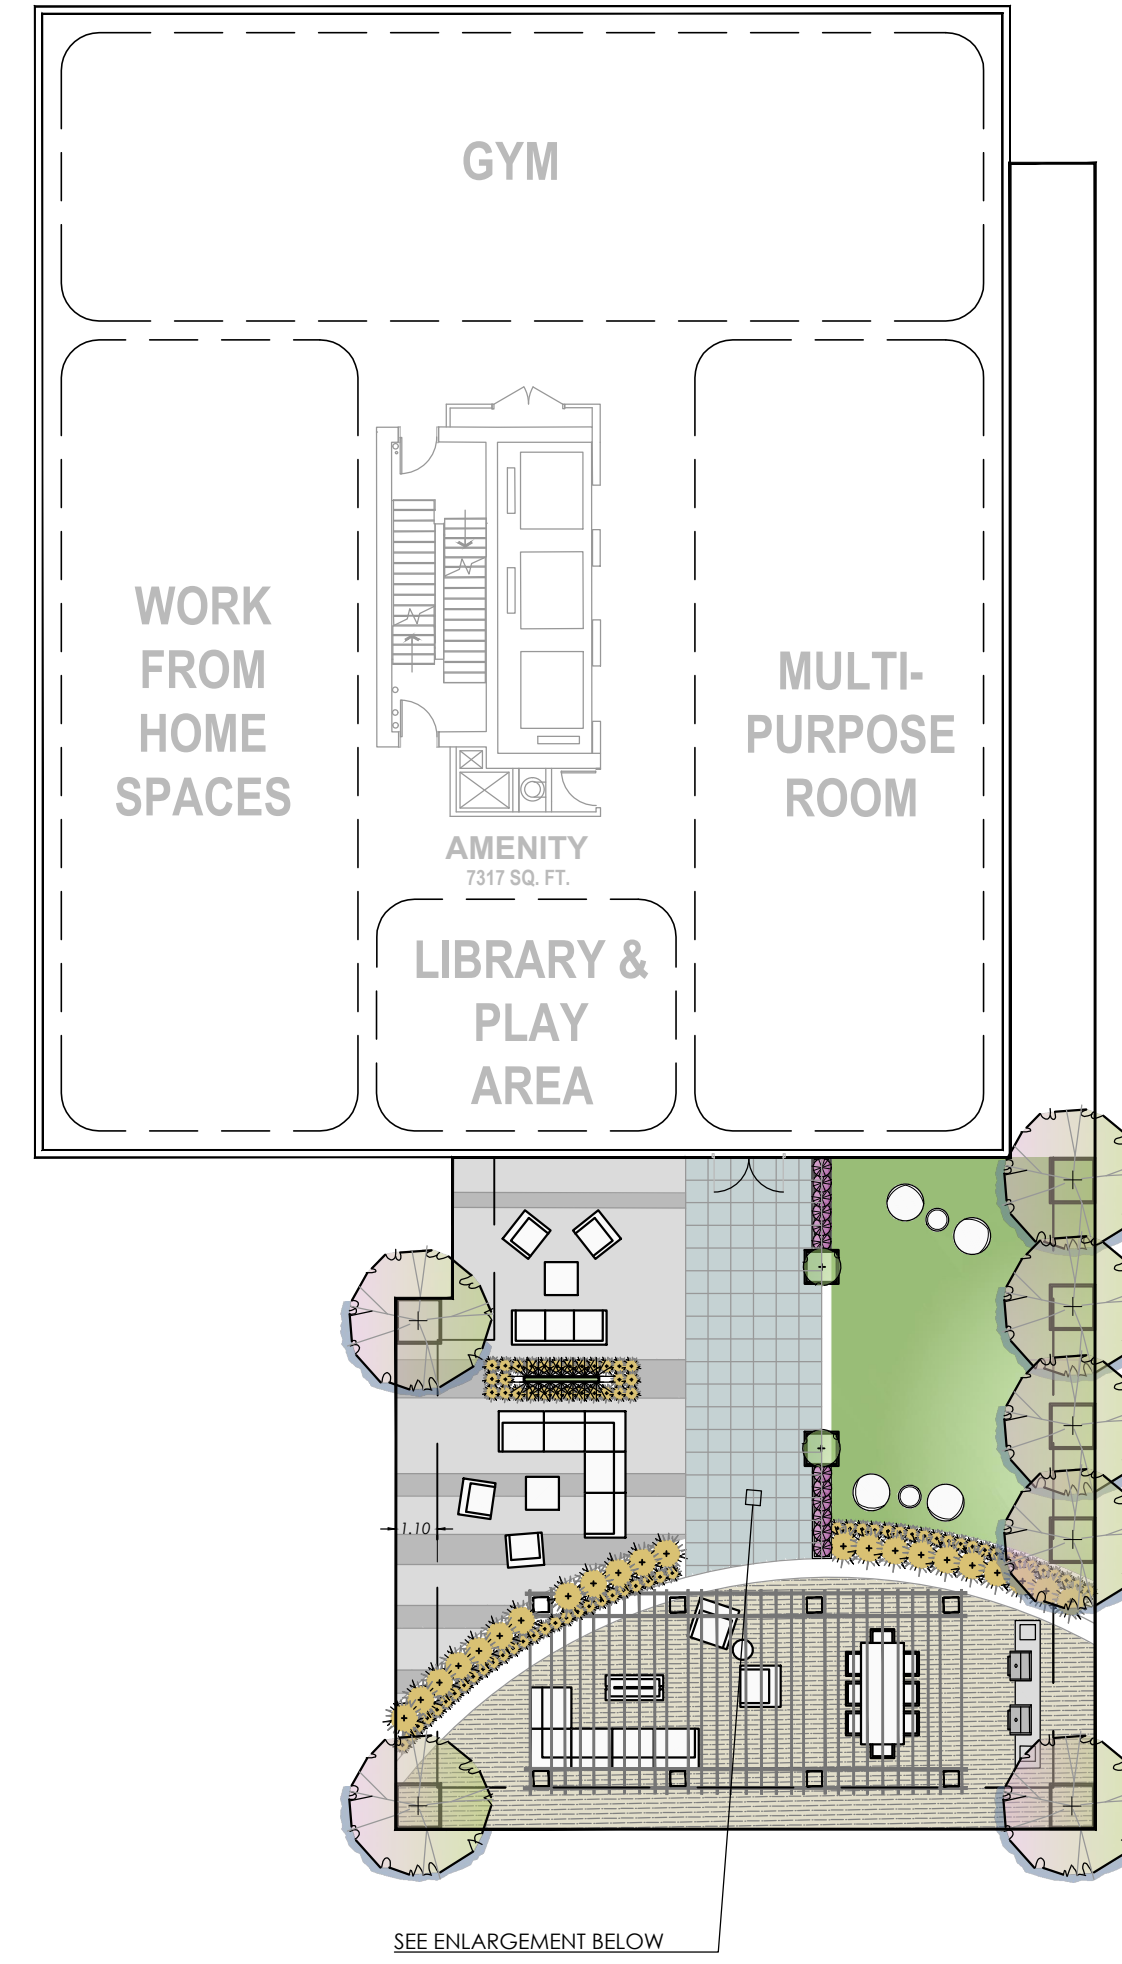 GYM
WORK
FROM
HOME
SPACES
MULTI-
PURPOSE
ROOM
AMENITY
7317 SQ. FT.
LIBRARY &
PLAY
AREA
1.10
SEE ENLARGEMENT BELOW